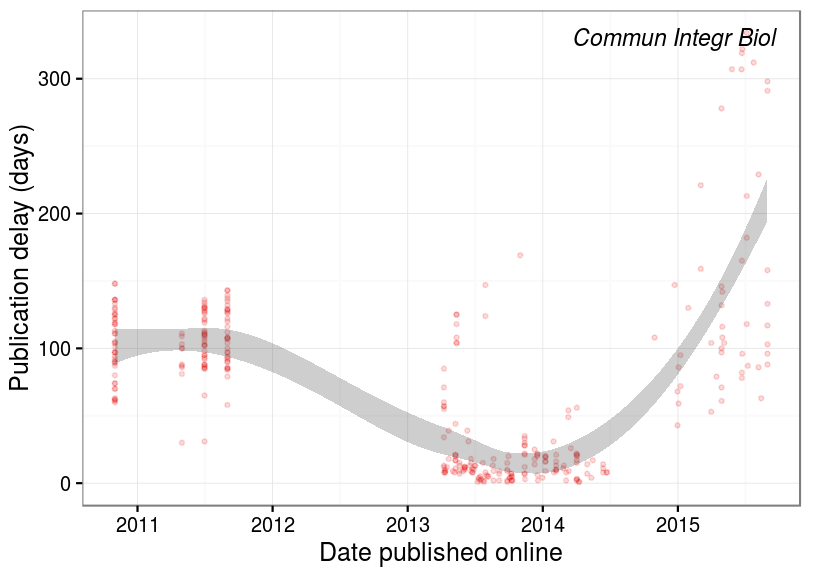 Commun Integr Biol
Publication delay (days)
300
200
100
0
2011 2012 2013 2014 2015
Date published online